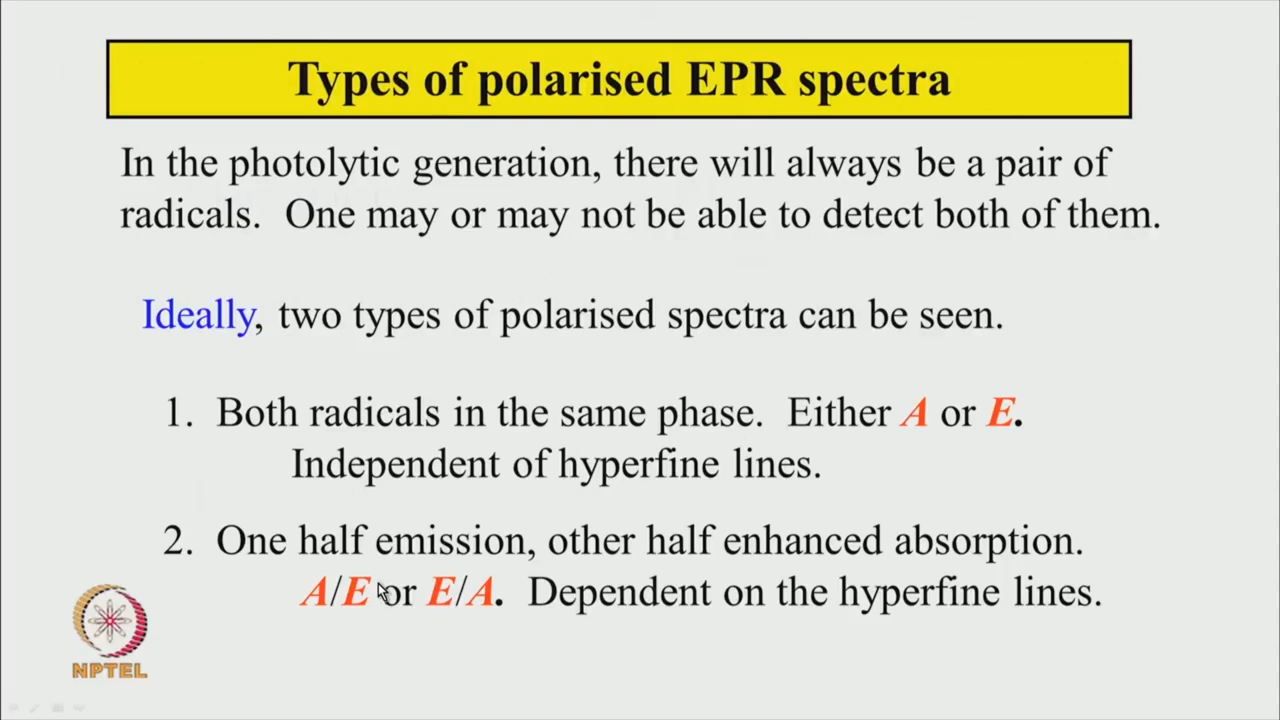 Types of polarised EPR spectra
In the photolytic generation, there will always be a pair of
radicals. One may or may not be able to detect both of them.
Ideally, two types of polarised spectra can be seen.
1. Both radicals in the same phase. Either A or E.
Independent of hyperfine lines.
2. One half emission, other half enhanced absorption.
A/E or E/A. Dependent on the hyperfine lines.
NPTEL